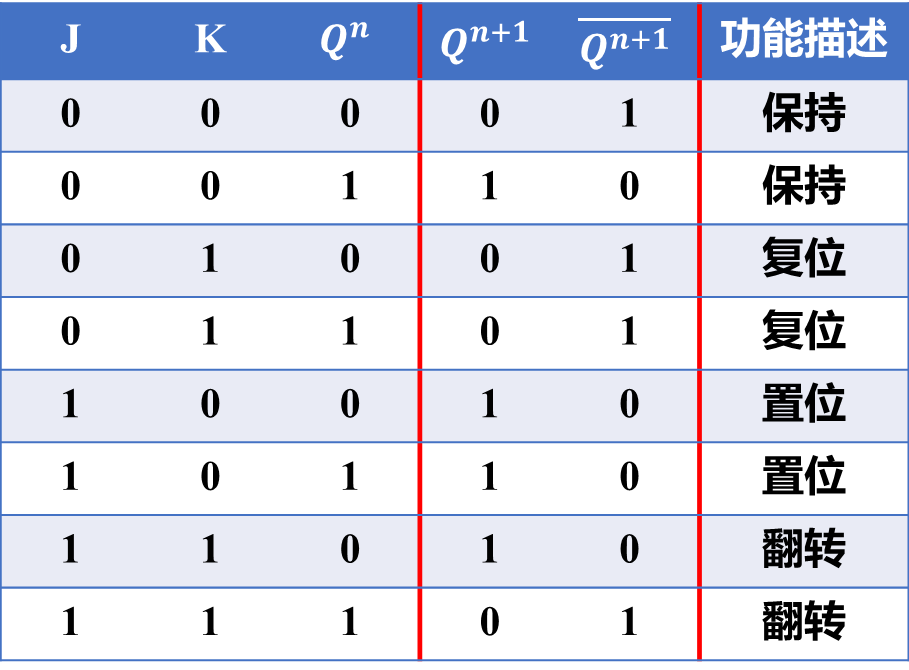 J K Qⁿ Qⁿ⁺¹ \overline{Qⁿ⁺¹} 功能描述
0 0 0 0 1 保持
0 0 1 1 0 保持
0 1 0 0 1 复位
0 1 1 0 1 复位
1 0 0 1 0 置位
1 0 1 1 0 置位
1 1 0 1 0 翻转
1 1 1 0 1 翻转